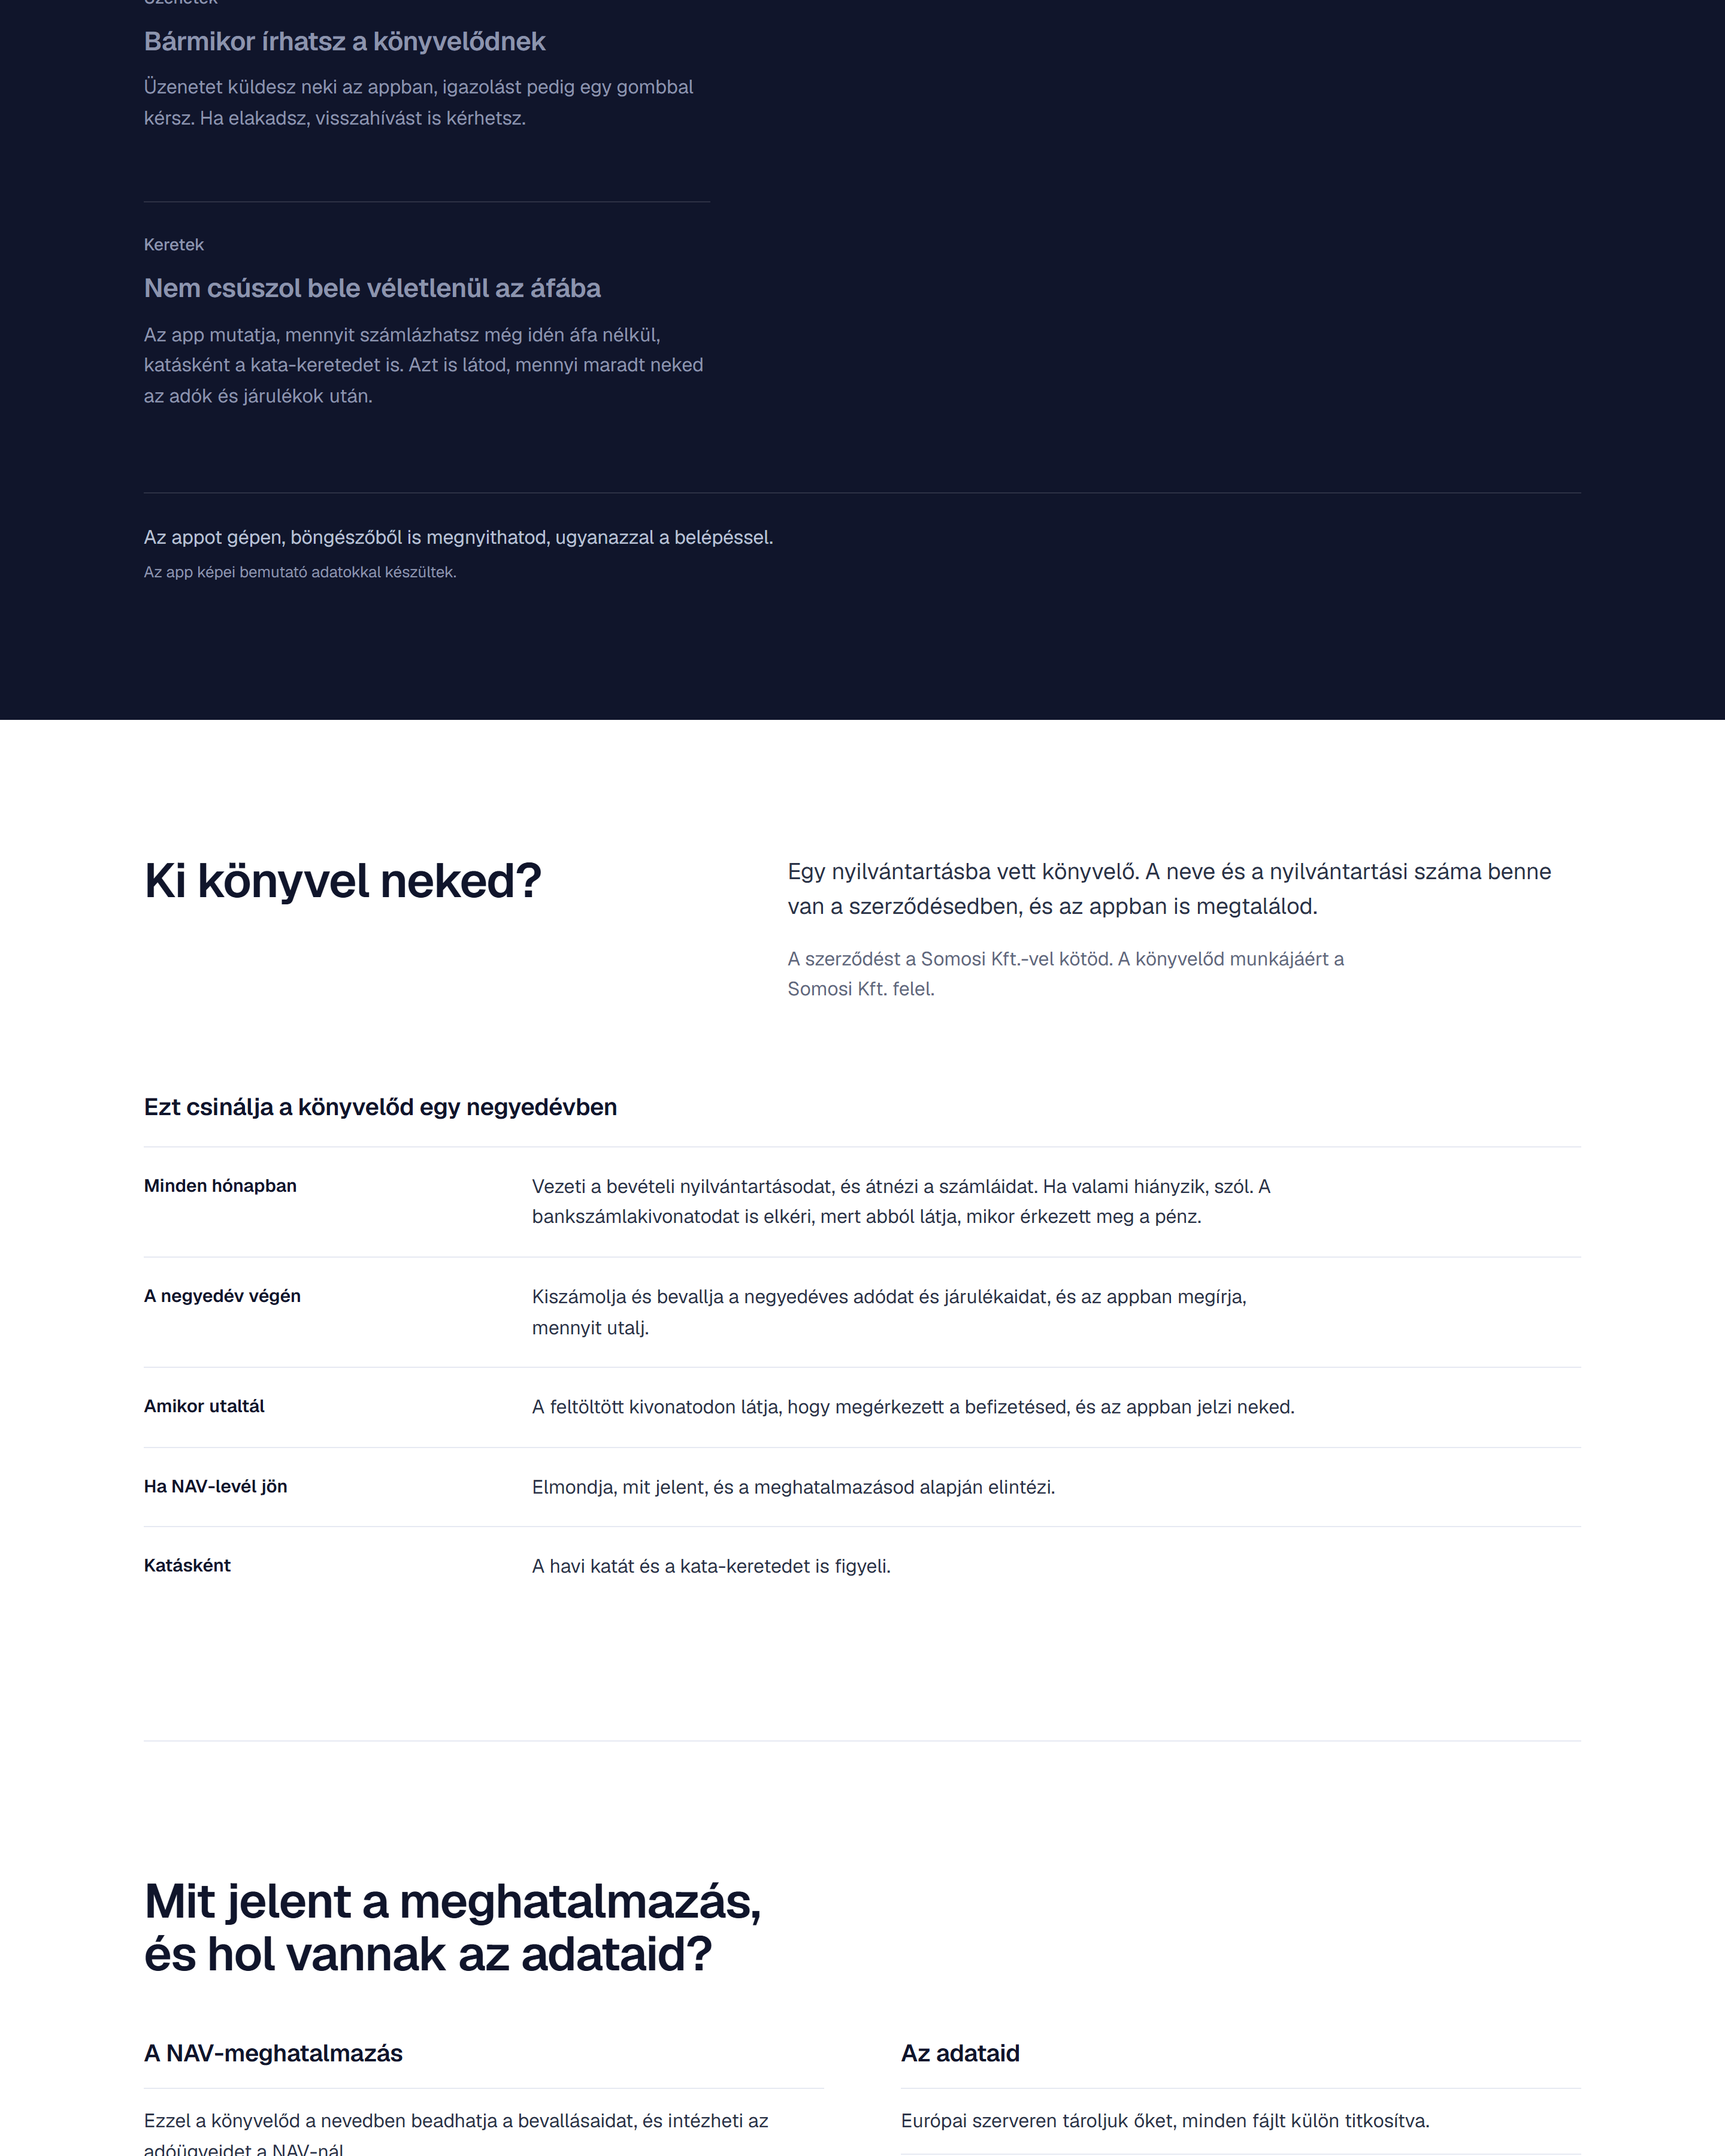 Üzenetek
Bármikor írhatsz a könyvelődnek
Üzenetet küldesz neki az appban, igazolást pedig egy gombbal
kérsz. Ha elakadsz, visszahívást is kérhetsz.
Keretek
Nem csúszol bele véletlenül az áfába
Az app mutatja, mennyit számlázhatsz még idén áfa nélkül,
katásként a kata-keretedet is. Azt is látod, mennyi maradt neked
az adók és járulékok után.
Az appot gépen, böngészőből is megnyithatod, ugyanazzal a belépéssel.
Az app képei bemutató adatokkal készültek.
Ki könyvel neked?
Egy nyilvántartásba vett könyvelő. A neve és a nyilvántartási száma benne
van a szerződésedben, és az appban is megtalálod.
A szerződést a Somosi Kft.-vel kötöd. A könyvelőd munkájáért a
Somosi Kft. felel.
Ezt csinálja a könyvelőd egy negyedévben
Minden hónapban
Vezeti a bevételi nyilvántartásodat, és átnézi a számláidat. Ha valami hiányzik, szól. A
bankszámlakivonatodat is elkéri, mert abból látja, mikor érkezett meg a pénz.
A negyedév végén
Kiszámolja és bevallja a negyedéves adódat és járulékaidat, és az appban megírja,
mennyit utalj.
Amikor utaltál
A feltöltött kivonatodon látja, hogy megérkezett a befizetésed, és az appban jelzi neked.
Ha NAV-levél jön
Elmondja, mit jelent, és a meghatalmazásod alapján elintézi.
Katásként
A havi katát és a kata-keretedet is figyeli.
Mit jelent a meghatalmazás,
és hol vannak az adataid?
A NAV-meghatalmazás
Ezzel a könyvelőd a nevedben beadhatja a bevallásaidat, és intézheti az
adóügyeidet a NAV-nál
Az adataid
Európai szerveren tároljuk őket, minden fájlt külön titkosítva.